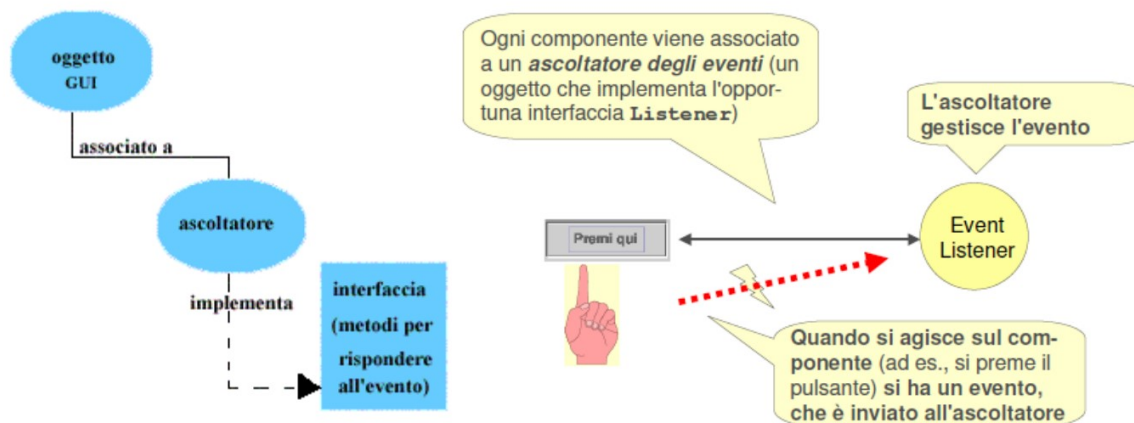 oggetto
GUI
associato a
ascoltatore
implementa
interfaccia
(metodi per
rispondere
all'evento)
Ogni componente viene associato
a un ascoltatore degli eventi (un
oggetto che implementa l'oppor-
tuna interfaccia Listener)
L'ascoltatore
gestisce l'evento
Premi qui
Event
Listener
Quando si agisce sul com-
ponente (ad es., si preme il
pulsante) si ha un evento,
che è inviato all'ascoltatore